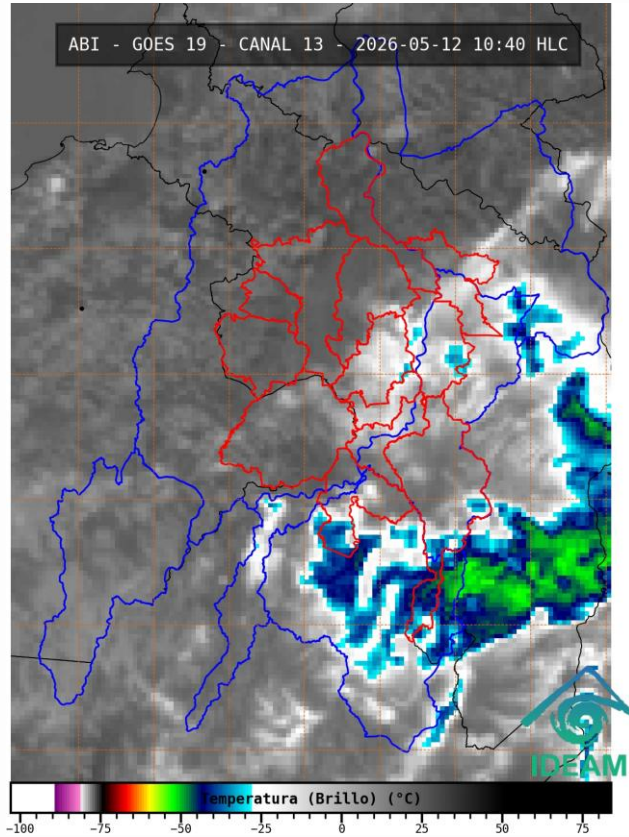 ABI - GOES 19 - CANAL 13 - 2026-05-12 10:40 HLC
IDEAM
Temperatura (Brillo) (°C)
−100 −75 −50 −25 0 25 50 75